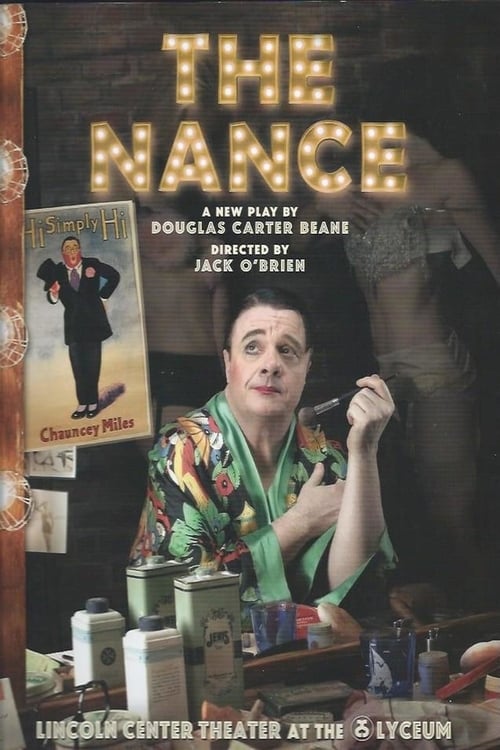 THE
NANCE
A NEW PLAY BY
DOUGLAS CARTER BEANE
DIRECTED BY
JACK O'BRIEN
Hi Simply Hi
Chauncey Miles
JERIS
LINCOLN CENTER THEATER AT THE LYCEUM